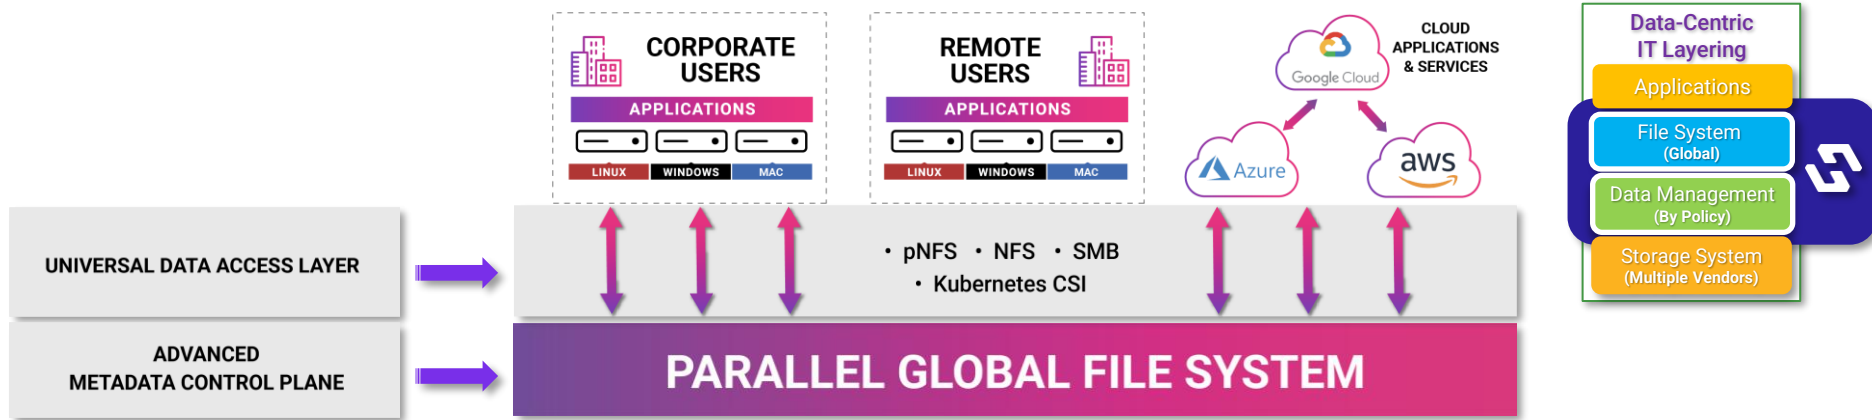 CORPORATE
USERS
APPLICATIONS
LINUX WINDOWS MAC
REMOTE
USERS
APPLICATIONS
LINUX WINDOWS MAC
CLOUD
APPLICATIONS
& SERVICES
Google Cloud
Azure
aws
Data-Centric
IT Layering
Applications
File System
(Global)
Data Management
(By Policy)
Storage System
(Multiple Vendors)
UNIVERSAL DATA ACCESS LAYER
• pNFS • NFS • SMB
• Kubernetes CSI
ADVANCED
METADATA CONTROL PLANE
PARALLEL GLOBAL FILE SYSTEM